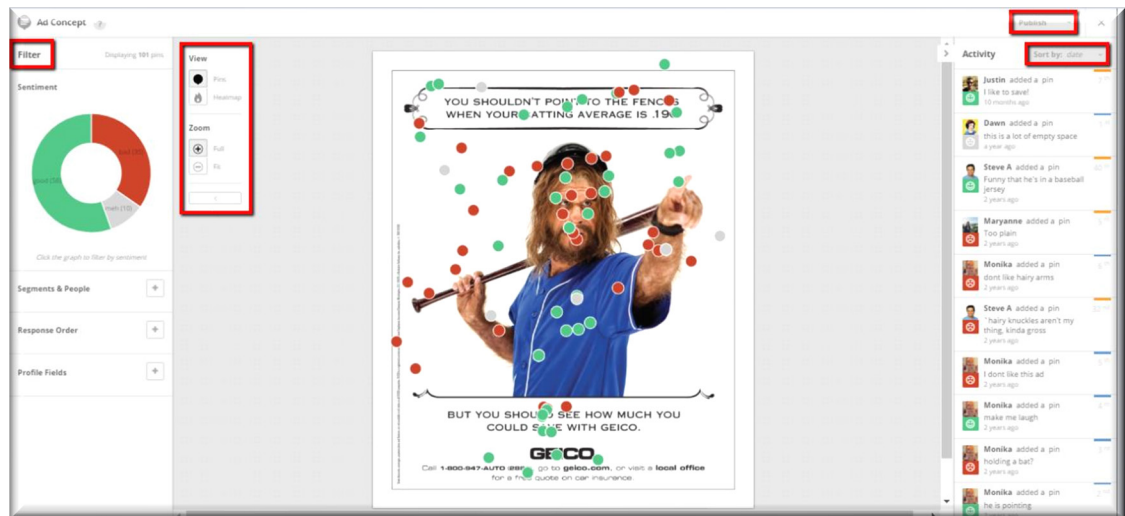 Ad Concept
?
Publish
Filter
Displaying 101 pins
Sentiment
bad (35)
good (56)
meh (10)
Click the graph to filter by sentiment
Segments & People
Response Order
Profile Fields
View
Pins
Heatmap
Zoom
Full
Fit
YOU SHOULDN'T TO THE FENCES
WHEN YOUR AVERAGE IS
BUT YOU SEE HOW MUCH YOU
COULD WITH GEICO.
GEICO
Call 1-800-947-AUTO go to geico.com, or visit a local office
for a quote on car insurance.
Activity
Sort by: date
Justin added a pin
I like to save!
10 months ago
Dawn added a pin
this is a lot of empty space
a year ago
Steve A added a pin
Funny that he's in a baseball
jersey
2 years ago
Maryanne added a pin
Too plain
2 years ago
Monika added a pin
dont like hairy arms
2 years ago
Steve A added a pin
`hairy knuckles aren't my
thing, kinda gross
2 years ago
Monika added a pin
I dont like this ad
2 years ago
Monika added a pin
make me laugh
2 years ago
Monika added a pin
holding a bat?
2 years ago
Monika added a pin
he is pointing